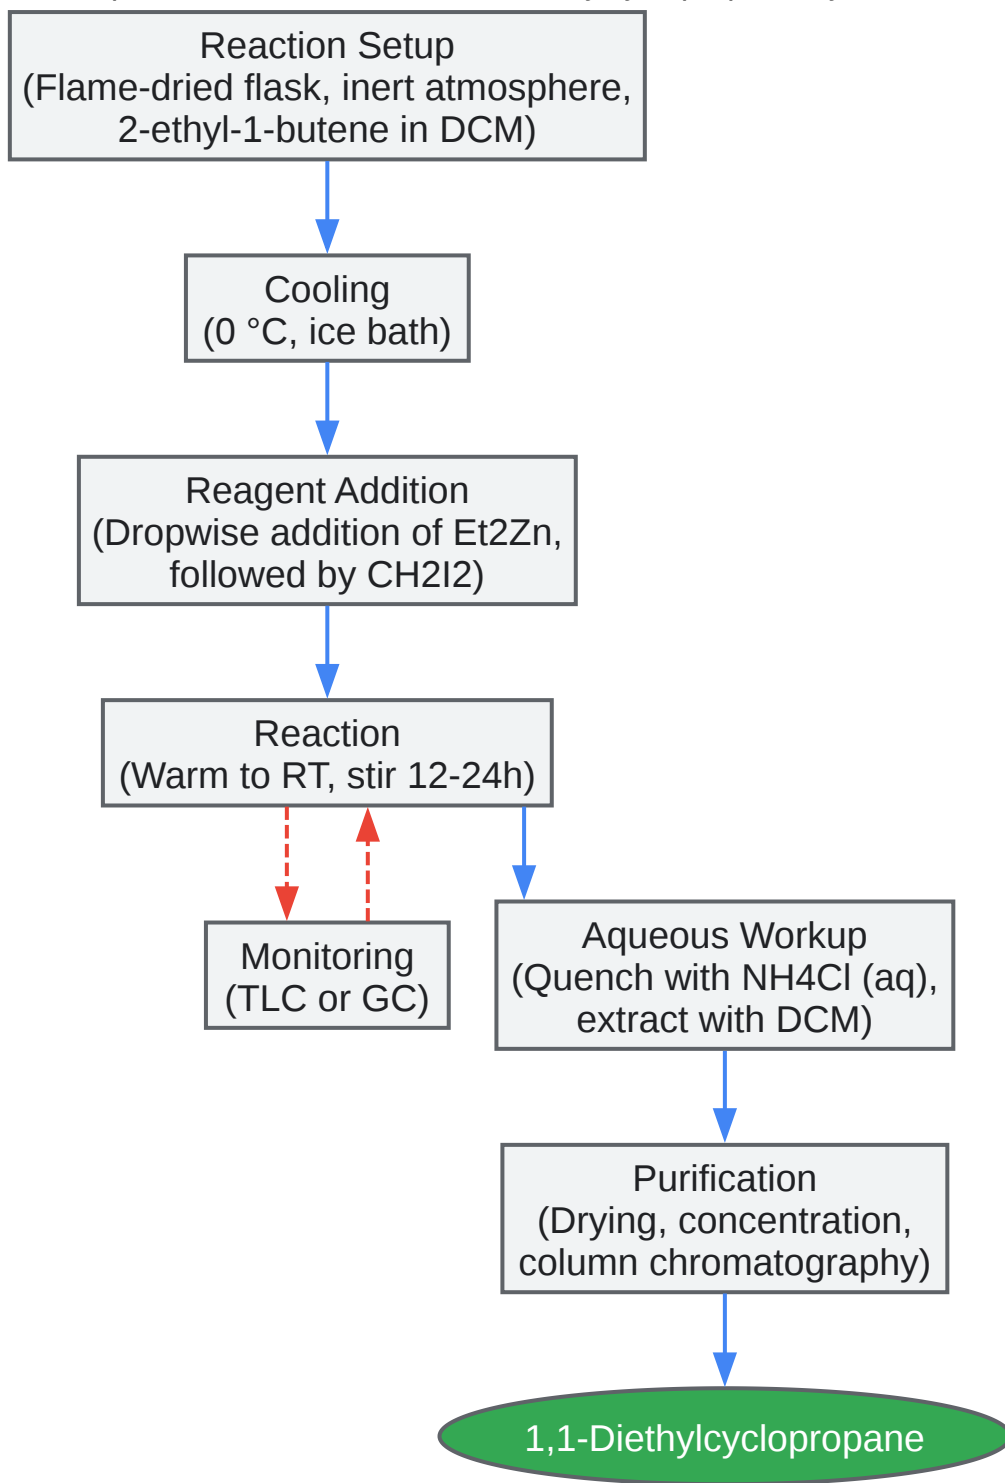 Reaction Setup
(Flame-dried flask, inert atmosphere,
2-ethyl-1-butene in DCM)
Cooling
(0 °C, ice bath)
Reagent Addition
(Dropwise addition of Et2Zn,
followed by CH2I2)
Reaction
(Warm to RT, stir 12-24h)
Monitoring
(TLC or GC)
Aqueous Workup
(Quench with NH4Cl (aq),
extract with DCM)
Purification
(Drying, concentration,
column chromatography)
1,1-Diethylcyclopropane